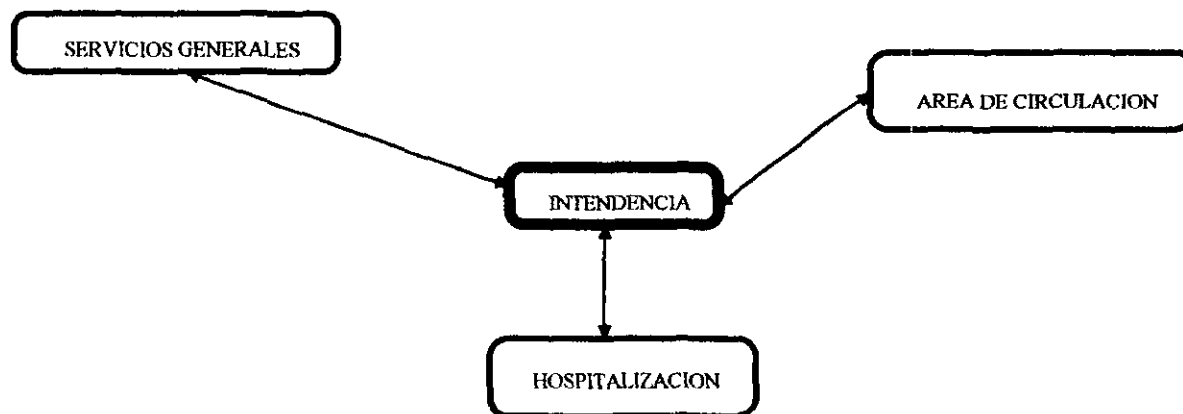 SERVICIOS GENERALES
AREA DE CIRCULACION
INTENDENCIA
HOSPITALIZACION